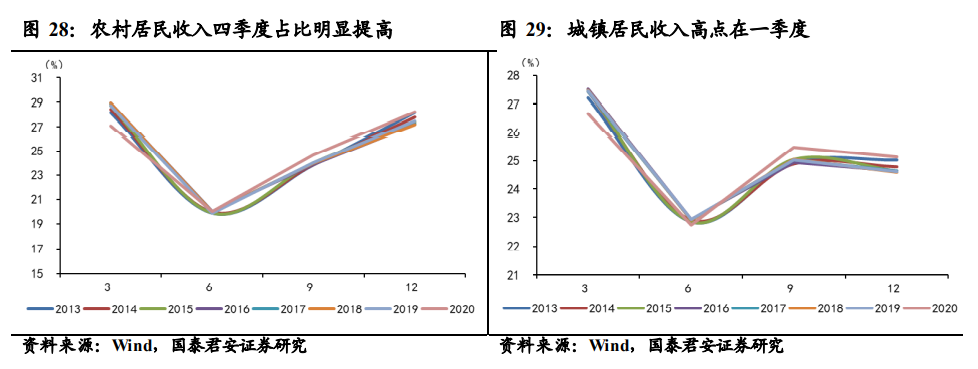 图 28：农村居民收入四季度占比明显提高
(%)
31
29
27
25
23
21
19
17
15
3 6 9 12
2013 2014 2015 2016 2017 2018 2019 2020
资料来源：Wind，国泰君安证券研究
图 29：城镇居民收入高点在一季度
(%)
28
27
26
25
24
23
22
21
3 6 9 12
2013 2014 2015 2016 2017 2018 2019 2020
资料来源：Wind，国泰君安证券研究